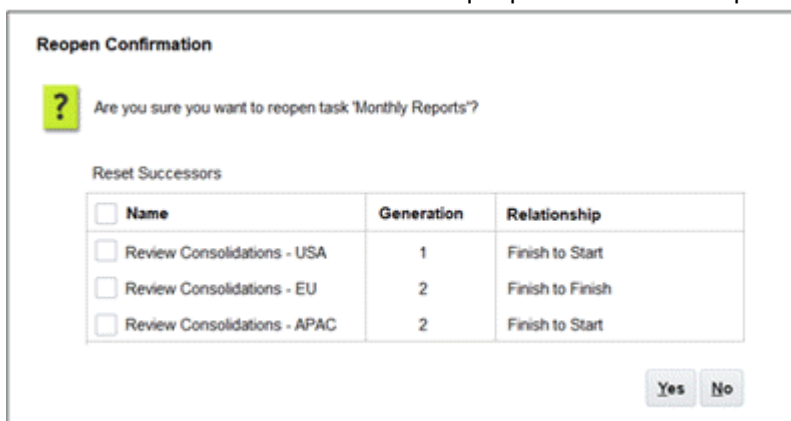 Reopen Confirmation
? Are you sure you want to reopen task 'Monthly Reports'?
Reset Successors
Name Generation Relationship
Review Consolidations - USA 1 Finish to Start
Review Consolidations - EU 2 Finish to Finish
Review Consolidations - APAC 2 Finish to Start
Yes No